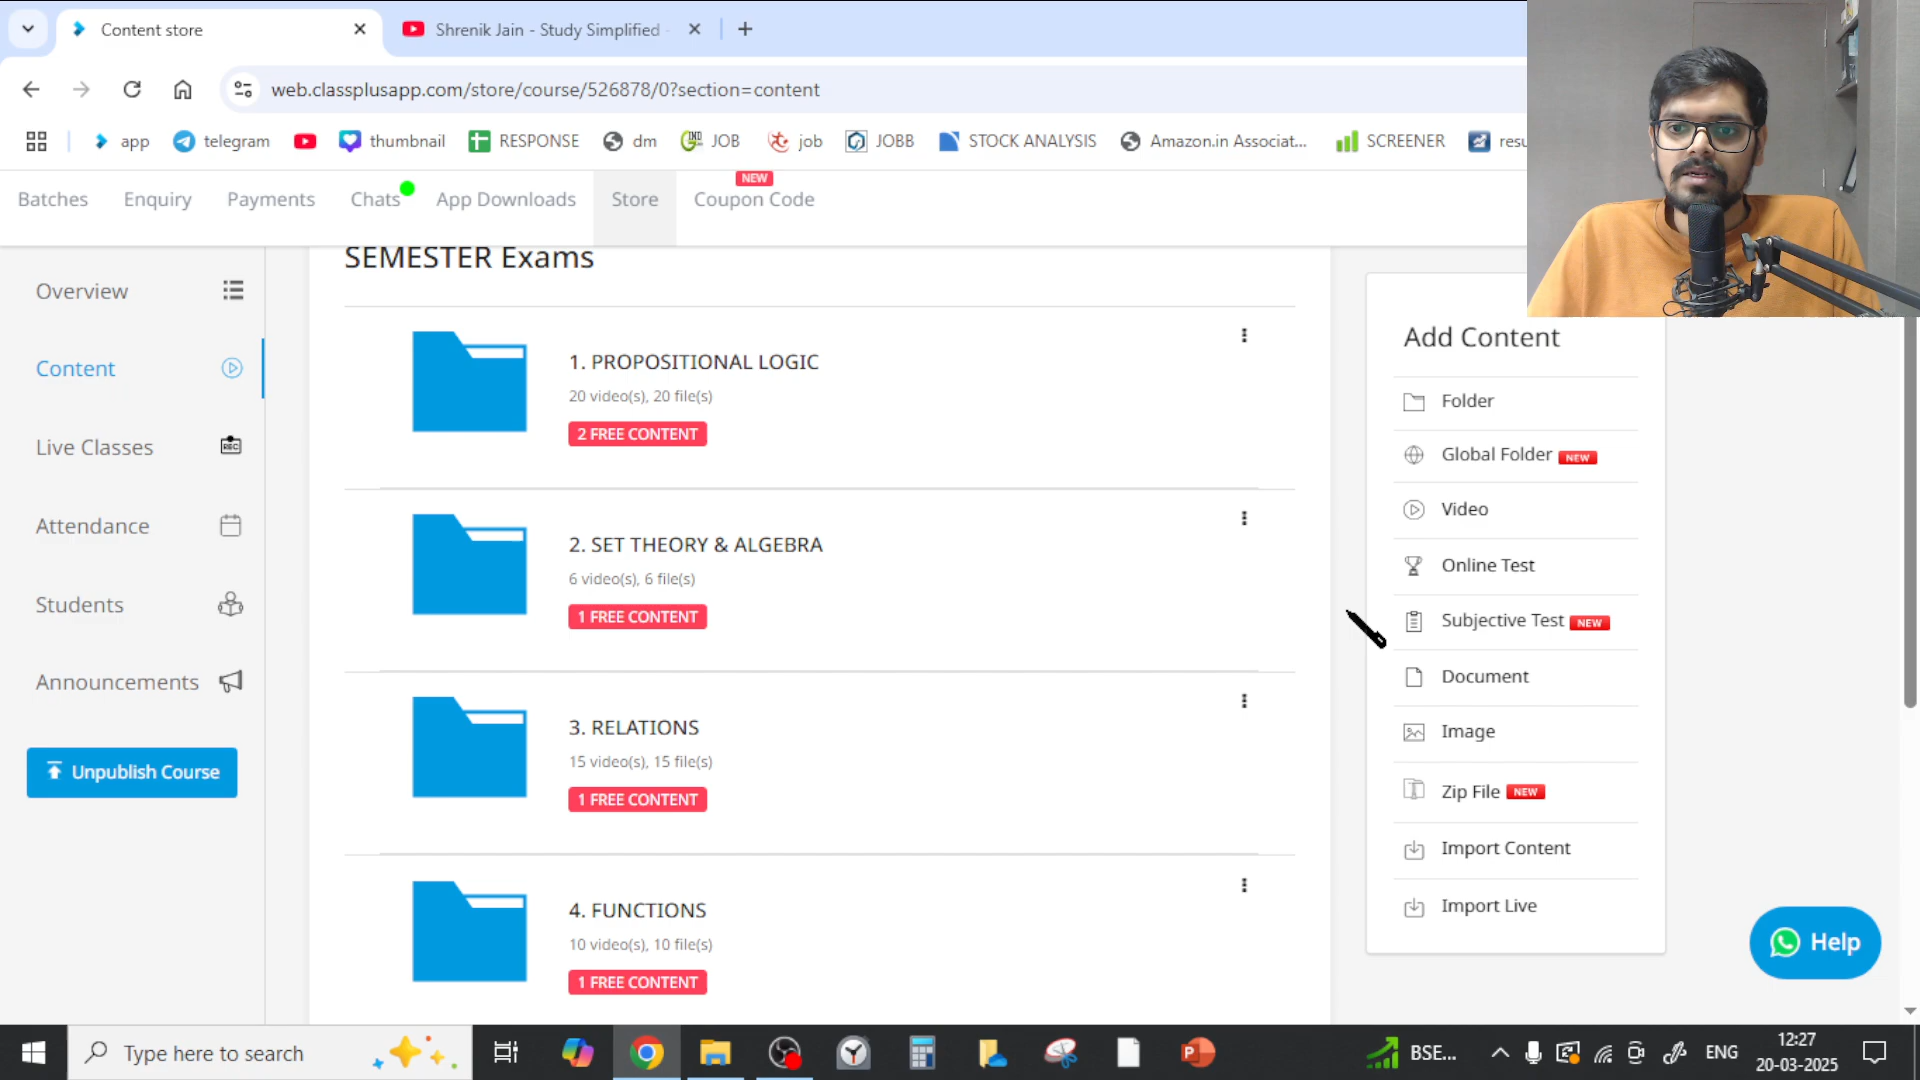 Content store
Shrenik Jain - Study Simplified -
web.classplusapp.com/store/course/526878/0?section=content
app
telegram
thumbnail
RESPONSE
dm
JOB
job
JOBB
STOCK ANALYSIS
Amazon.in Associat...
SCREENER
resu
Batches
Enquiry
Payments
Chats
App Downloads
Store
NEW
Coupon Code
Overview
Content
Live Classes
REC
Attendance
Students
Announcements
Unpublish Course
SEMESTER Exams
1. PROPOSITIONAL LOGIC
20 video(s), 20 file(s)
2 FREE CONTENT
2. SET THEORY & ALGEBRA
6 video(s), 6 file(s)
1 FREE CONTENT
3. RELATIONS
15 video(s), 15 file(s)
1 FREE CONTENT
4. FUNCTIONS
10 video(s), 10 file(s)
1 FREE CONTENT
Add Content
Folder
Global Folder NEW
Video
Online Test
Subjective Test NEW
Document
Image
Zip File NEW
Import Content
Import Live
Help
Type here to search
BSE...
ENG
12:27
20-03-2025